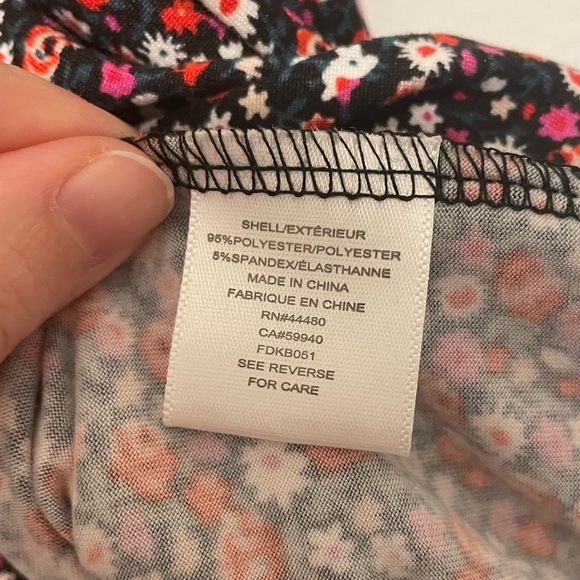 SHELL/EXTÉRIEUR
95%POLYESTER/POLYESTER
5%SPANDEX/ÉLASTHANNE
MADE IN CHINA
FABRIQUE EN CHINE
RN#44480
CA#59940
FDKB051
SEE REVERSE
FOR CARE